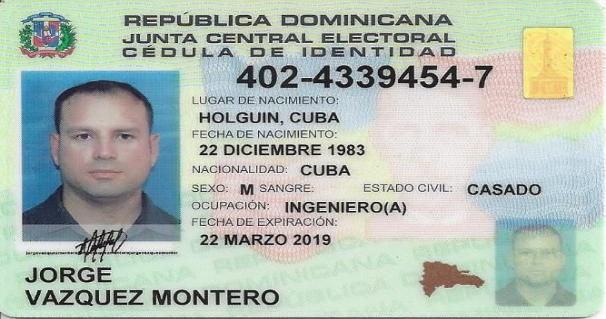 REPÚBLICA DOMINICANA
JUNTA CENTRAL ELECTORAL
CÉDULA DE IDENTIDAD
402-4339454-7
LUGAR DE NACIMIENTO:
HOLGUIN, CUBA
FECHA DE NACIMIENTO:
22 DICIEMBRE 1983
NACIONALIDAD: CUBA
SEXO: M SANGRE: ESTADO CIVIL: CASADO
OCUPACIÓN: INGENIERO(A)
FECHA DE EXPIRACIÓN:
22 MARZO 2019
JORGE
VAZQUEZ MONTERO